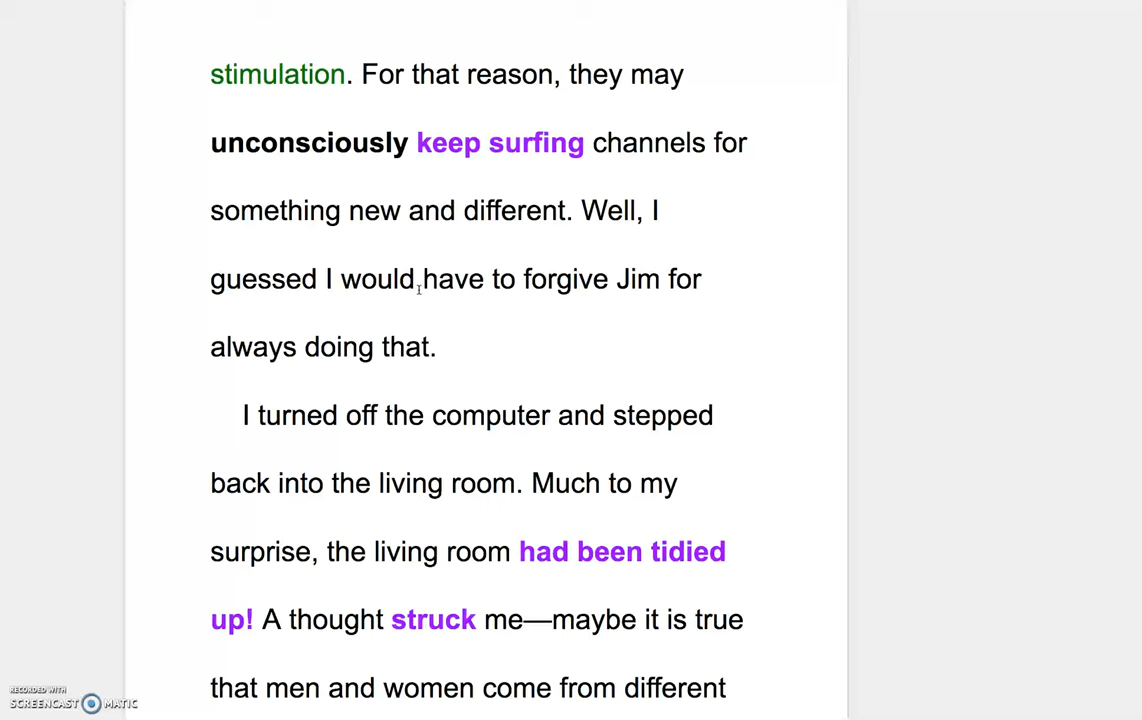 stimulation. For that reason, they may
unconsciously keep surfing channels for
something new and different. Well, I
guessed I would have to forgive Jim for
always doing that.
I turned off the computer and stepped
back into the living room. Much to my
surprise, the living room had been tidied
up! A thought struck me—maybe it is true
that men and women come from different
RECORDED WITH
SCREENCAST MATIC